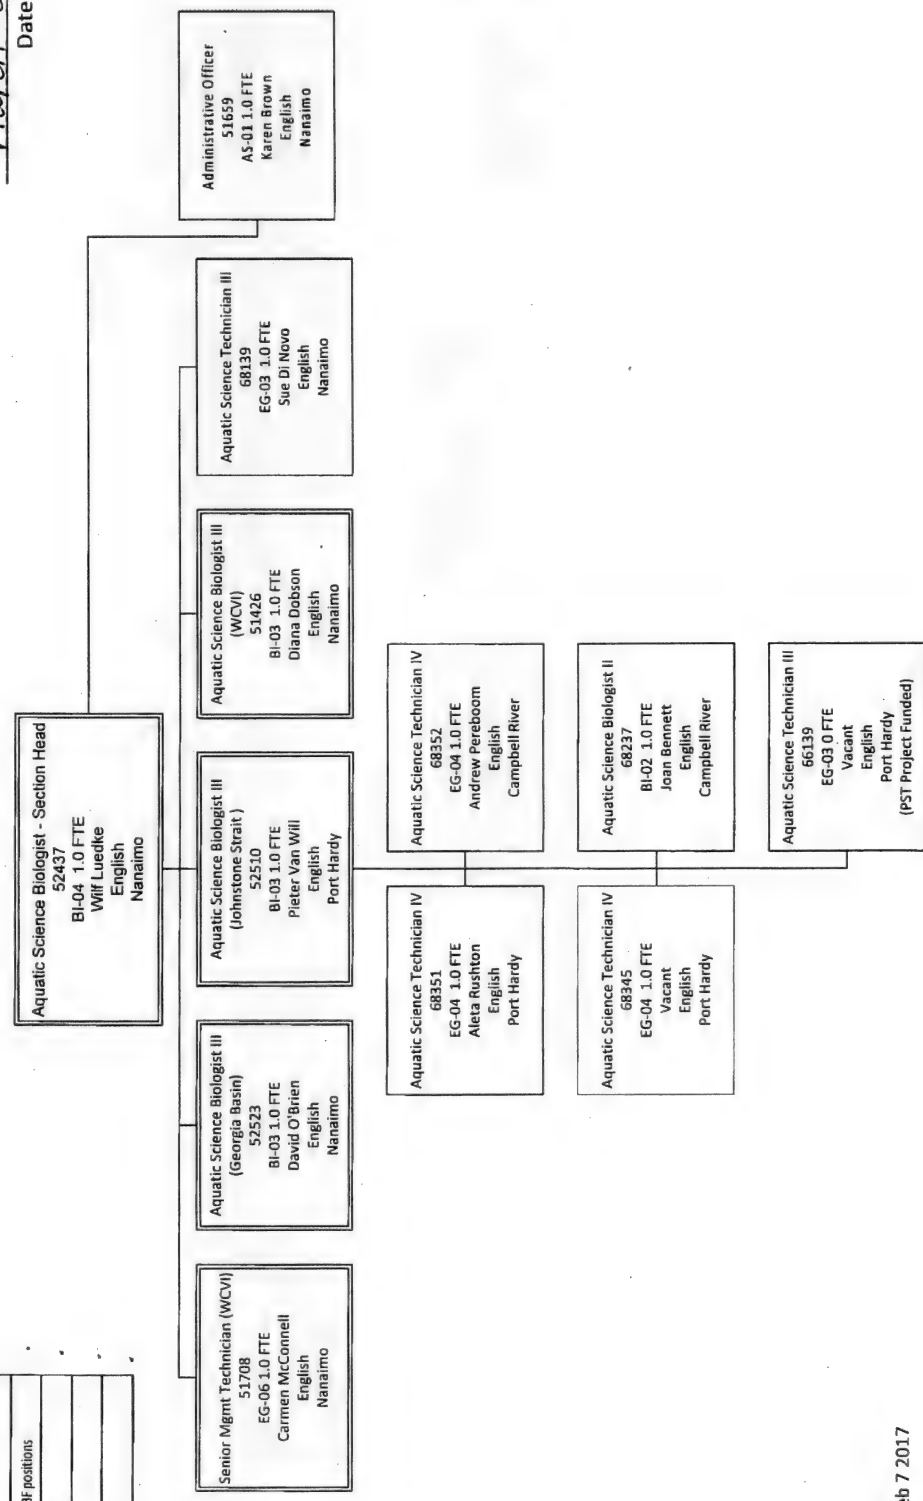 Date
Aquatic Science Biologist - Section Head
52437
BI-04 1.0 FTE
Wilf Luedke
English
Nanaimo
Administrative Officer
51659
AS-01 1.0 FTE
Karen Brown
English
Nanaimo
positions
Senior Mgmt Technician (WCVI)
51708
EG-06 1.0 FTE
Carmen McConnell
English
Nanaimo
Aquatic Science Biologist III
(Georgia Basin)
52523
BI-03 1.0 FTE
David O'Brien
English
Nanaimo
Aquatic Science Biologist III
(Johnstone Strait )
52510
BI-03 1.0 FTE
Pieter Van Will
English
Port Hardy
Aquatic Science Biologist III
(WCVI)
51426
BI-03 1.0 FTE
Diana Dobson
English
Nanaimo
Aquatic Science Technician III
68139
EG-03 1.0 FTE
Sue Di Novo
English
Nanaimo
Aquatic Science Technician IV
68351
EG-04 1.0 FTE
Aleta Rushton
English
Port Hardy
Aquatic Science Technician IV
68352
EG-04 1.0 FTE
Andrew Pereboom
English
Campbell River
Aquatic Science Technician IV
68345
EG-04 1.0 FTE
Vacant
English
Port Hardy
Aquatic Science Biologist II
68237
BI-02 1.0 FTE
Joan Bennett
English
Campbell River
Aquatic Science Technician III
66139
EG-03 0 FTE
Vacant
English
Port Hardy
(PST Project Funded)
7 2017